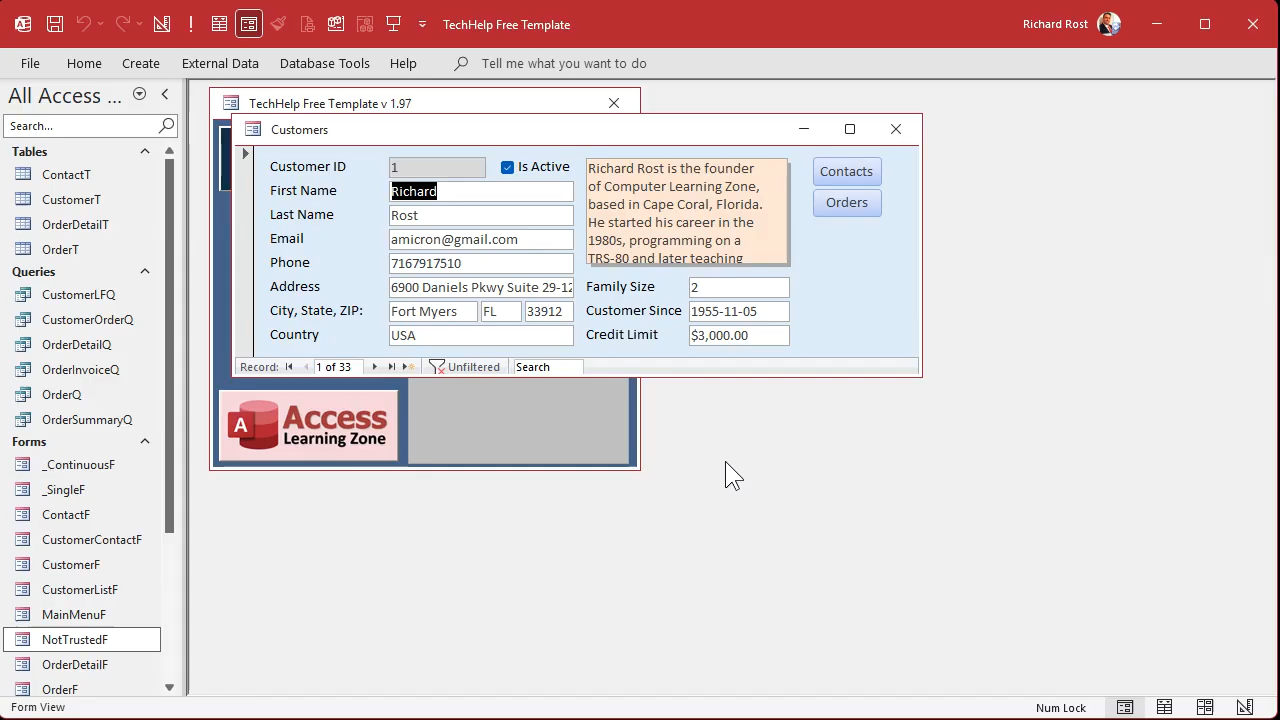 TechHelp Free Template
Richard Rost
File Home Create External Data Database Tools Help Tell me what you want to do
All Access ...
Search...
Tables
ContactT
CustomerT
OrderDetailT
OrderT
Queries
CustomerLFQ
CustomerOrderQ
OrderDetailQ
OrderInvoiceQ
OrderQ
OrderSummaryQ
Forms
_ContinuousF
_SingleF
ContactF
CustomerContactF
CustomerF
CustomerListF
MainMenuF
NotTrustedF
OrderDetailF
OrderF
TechHelp Free Template v 1.97
Customers
Customer ID 1 Is Active
First Name Richard
Last Name Rost
Email amicron@gmail.com
Phone 7167917510
Address 6900 Daniels Pkwy Suite 29-12
City, State, ZIP: Fort Myers FL 33912
Country USA
Richard Rost is the founder
of Computer Learning Zone,
based in Cape Coral, Florida.
He started his career in the
1980s, programming on a
TRS-80 and later teaching
Family Size 2
Customer Since 1955-11-05
Credit Limit $3,000.00
Contacts
Orders
Record: 1 of 33 Unfiltered Search
A Access
Learning Zone
Form View
Num Lock